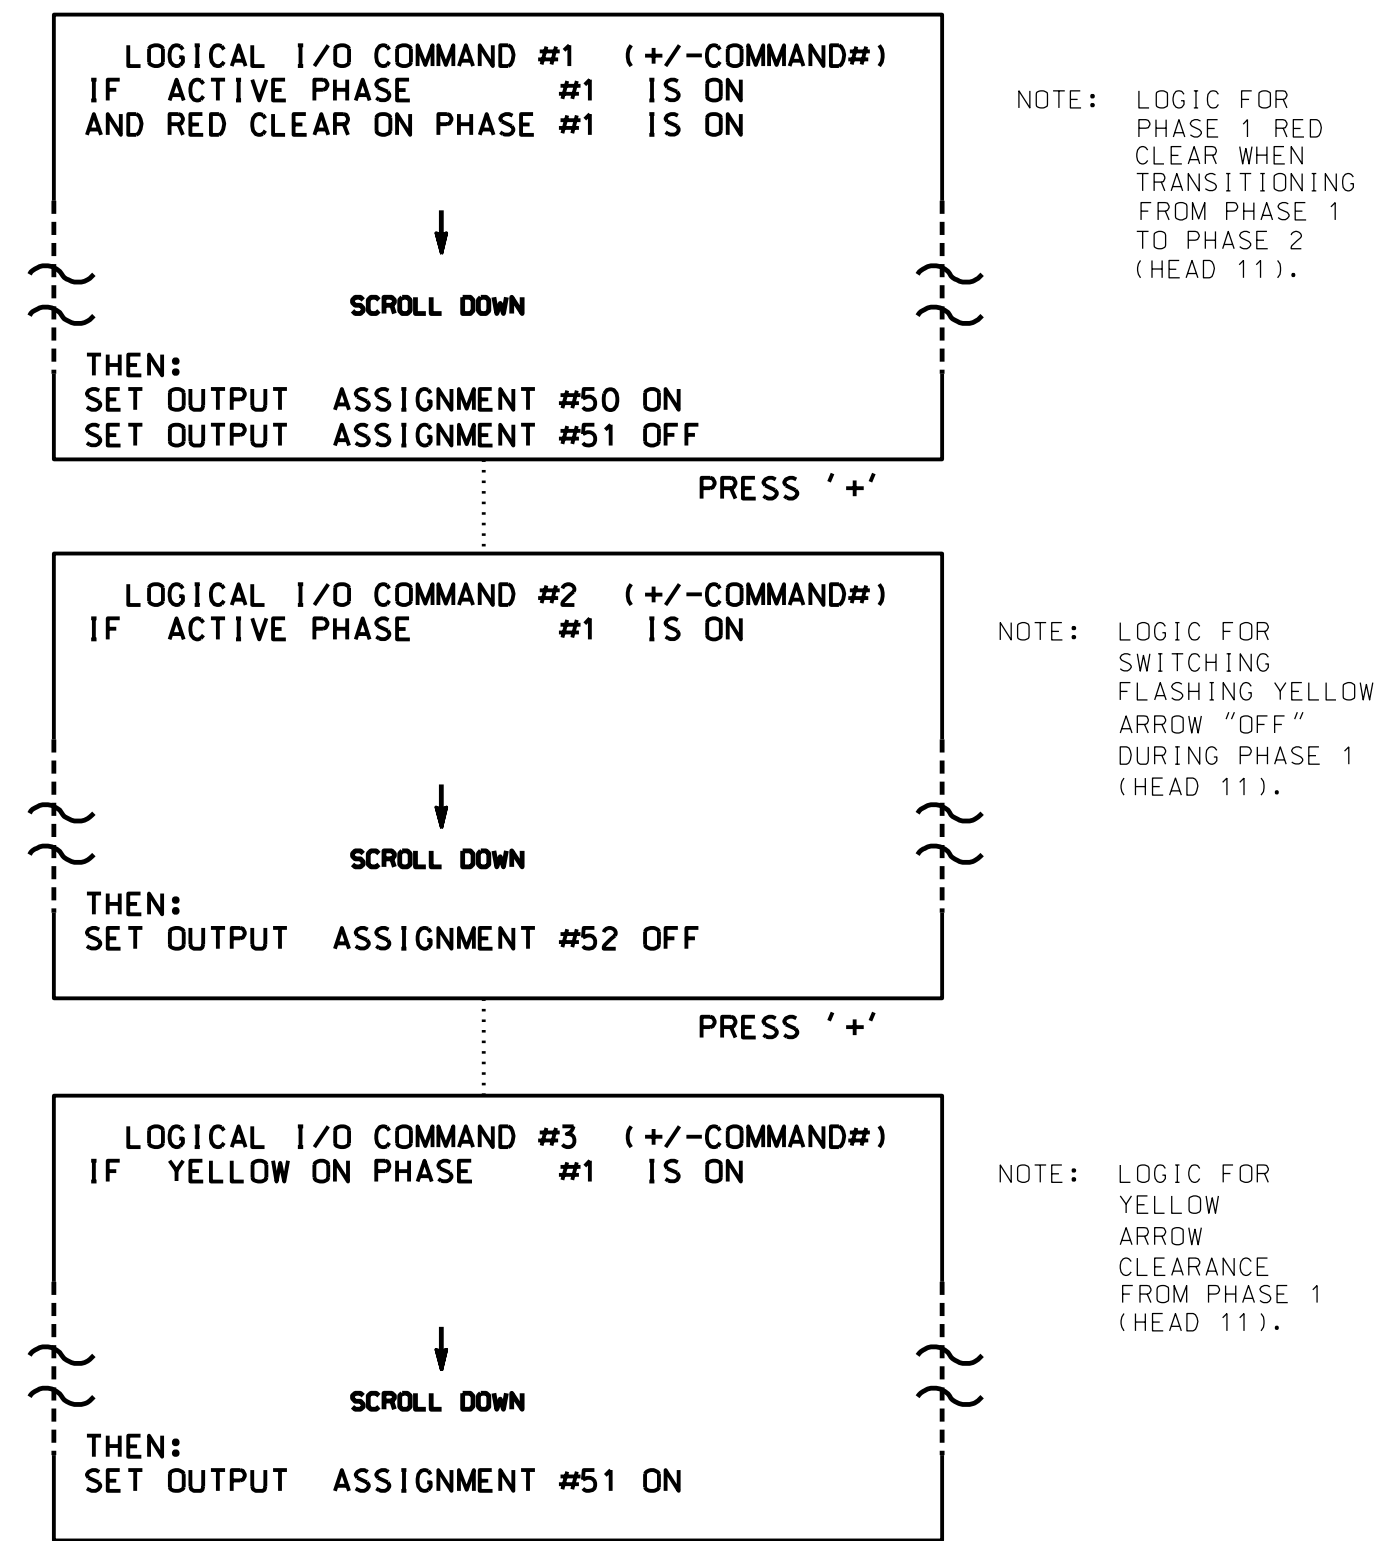 LOGICAL I/O COMMAND #1 (+/-COMMAND#)
IF ACTIVE PHASE #1 IS ON
AND RED CLEAR ON PHASE #1 IS ON
SCROLL DOWN
THEN:
SET OUTPUT ASSIGNMENT #50 ON
SET OUTPUT ASSIGNMENT #51 OFF
NOTE: LOGIC FOR
PHASE 1 RED
CLEAR WHEN
TRANSITIONING
FROM PHASE 1
TO PHASE 2
(HEAD 11).
PRESS '+'
LOGICAL I/O COMMAND #2 (+/-COMMAND#)
IF ACTIVE PHASE #1 IS ON
SCROLL DOWN
THEN:
SET OUTPUT ASSIGNMENT #52 OFF
NOTE: LOGIC FOR
SWITCHING
FLASHING YELLOW
ARROW "OFF"
DURING PHASE 1
(HEAD 11).
PRESS '+'
LOGICAL I/O COMMAND #3 (+/-COMMAND#)
IF YELLOW ON PHASE #1 IS ON
SCROLL DOWN
THEN:
SET OUTPUT ASSIGNMENT #51 ON
NOTE: LOGIC FOR
YELLOW
ARROW
CLEARANCE
FROM PHASE 1
(HEAD 11).